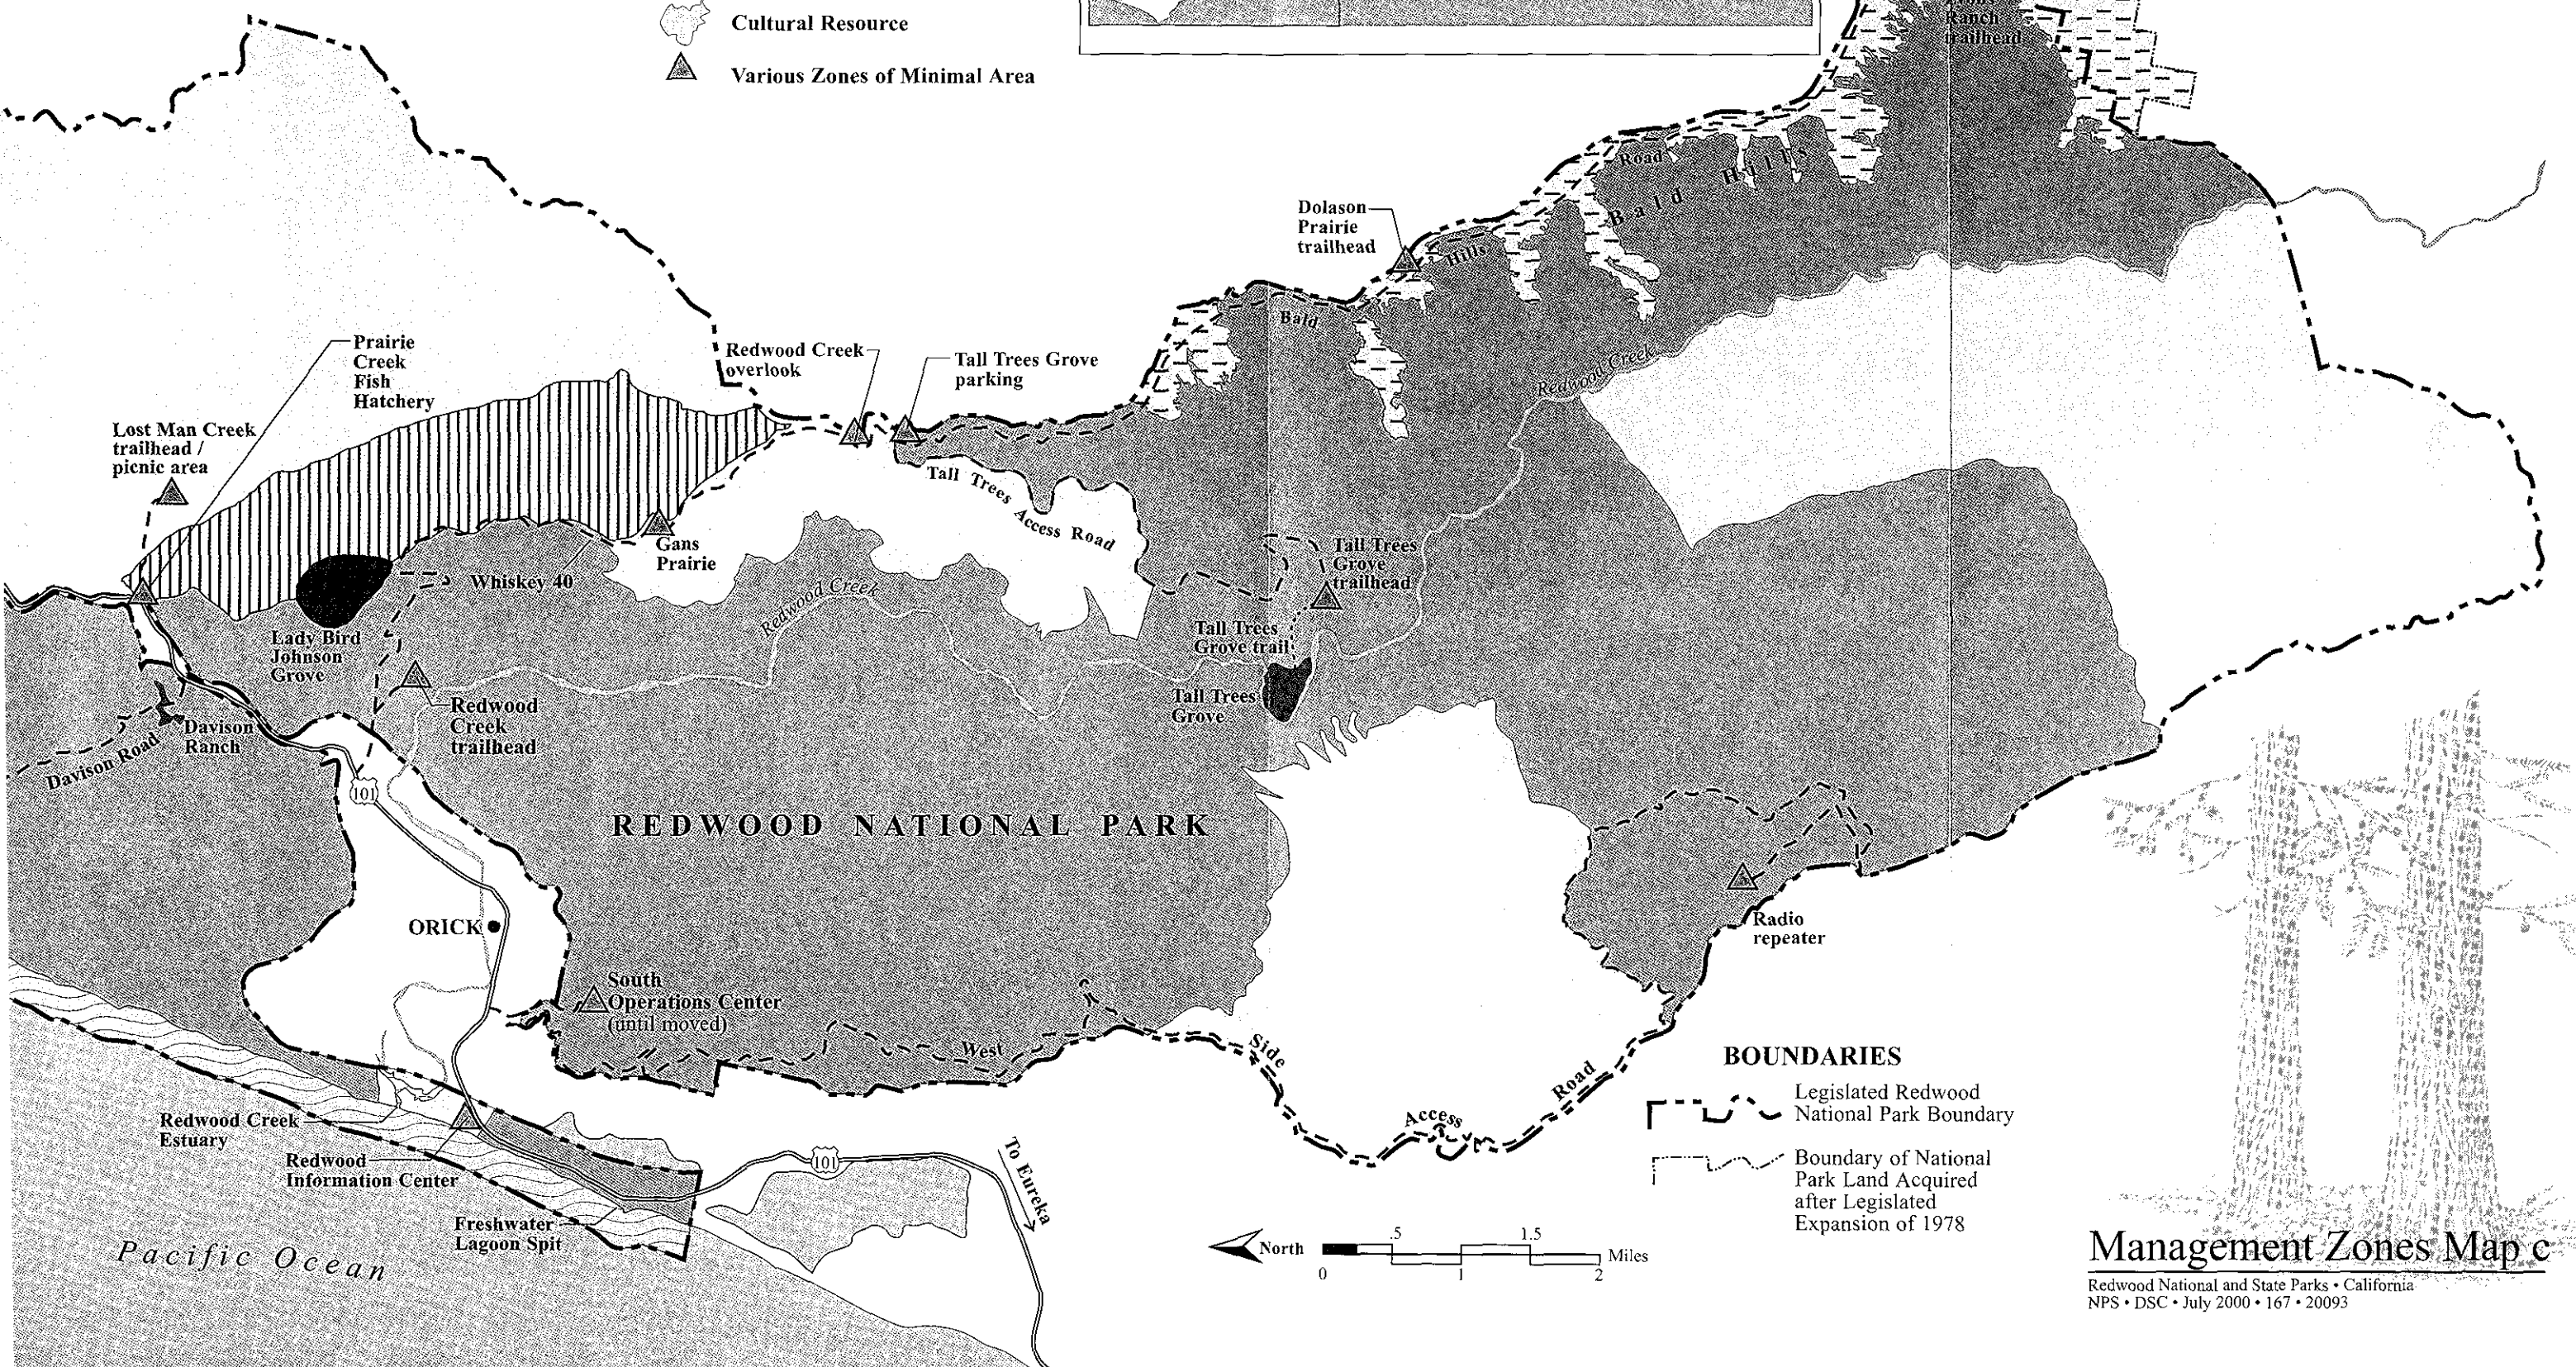 Cultural Resource
Various Zones of Minimal Area
Ranch
trailhead
Road
Bald Hills
Dolason
Prairie
trailhead
Hills
Bald
Prairie
Creek
Fish
Hatchery
Redwood Creek
overlook
Tall Trees Grove
parking
Redwood Creek
Lost Man Creek
trailhead /
picnic area
Tall Trees Access Road
Gans
Prairie
Whiskey 40
Tall Trees
Grove
trailhead
Redwood Creek
Lady Bird
Johnson
Grove
Tall Trees
Grove trail
Tall Trees
Grove
Redwood
Creek
trailhead
Davison
Ranch
Davison Road
101
REDWOOD NATIONAL PARK
ORICK
Radio
repeater
South
Operations Center
(until moved)
West
Side
Access
Road
BOUNDARIES
Legislated Redwood
National Park Boundary
Boundary of National
Park Land Acquired
after Legislated
Expansion of 1978
Redwood Creek
Estuary
Redwood
Information Center
101
To Eureka
Freshwater
Lagoon Spit
Pacific Ocean
North
.5 1.5
Miles
0 1 2
Management Zones Map c
Redwood National and State Parks • California
NPS • DSC • July 2000 • 167 • 20093